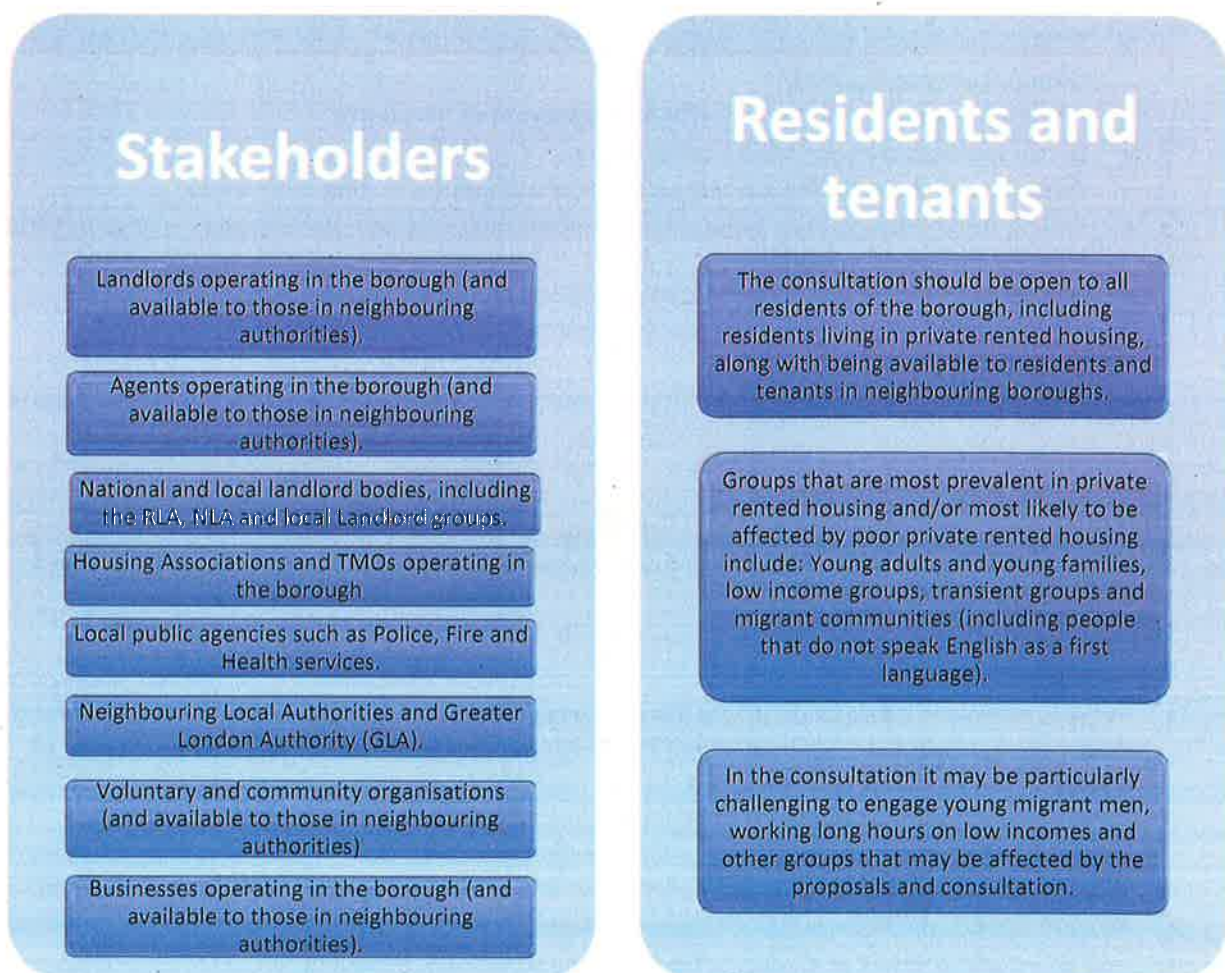 Stakeholders
Landlords operating in the borough (and
available to those in neighbouring
authorities).
Agents operating in the borough (and
available to those in neighbouring
authorities).
National and local landlord bodies, including
the RLA, NLA and local Landlord groups.
Housing Associations and TMOs operating in
the borough
Local public agencies such as Police, Fire and
Health services.
Neighbouring Local Authorities and Greater
London Authority (GLA).
Voluntary and community organisations
(and available to those in neighbouring
authorities)
Businesses operating in the borough (and
available to those in neighbouring
authorities).
Residents and
tenants
The consultation should be open to all
residents of the borough, including
residents living in private rented housing,
along with being available to residents and
tenants in neighbouring boroughs.
Groups that are most prevalent in private
rented housing and/or most likely to be
affected by poor private rented housing
include: Young adults and young families,
low income groups, transient groups and
migrant communities (including people
that do not speak English as a first
language).
In the consultation it may be particularly
challenging to engage young migrant men,
working long hours on low incomes and
other groups that may be affected by the
proposals and consultation.